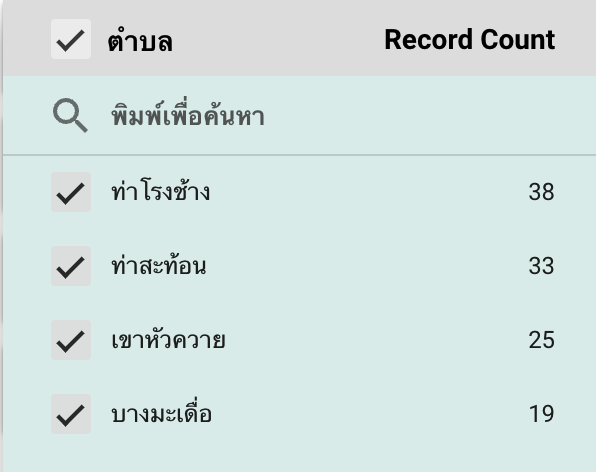 ตำบล Record Count
พิมพ์เพื่อค้นหา
ท่าโรงช้าง 38
ท่าสะท้อน 33
เขาหัวควาย 25
บางมะเดื่อ 19